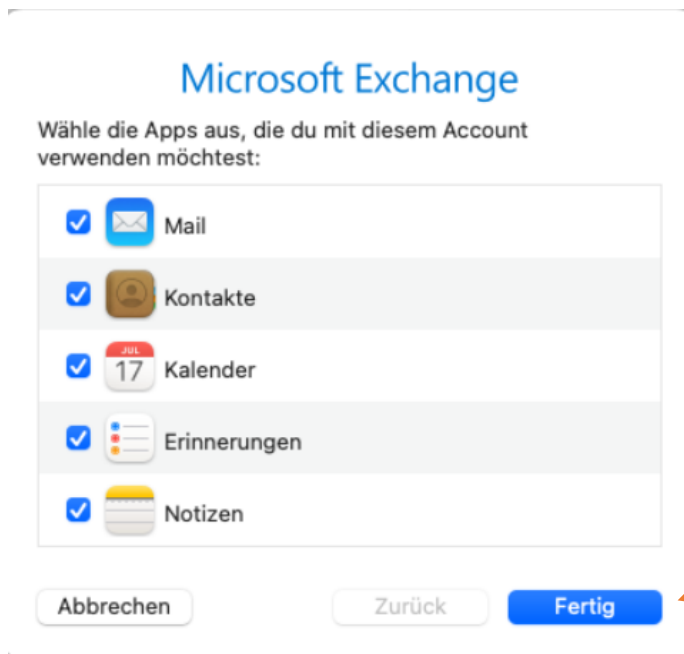 Microsoft Exchange
Wähle die Apps aus, die du mit diesem Account
verwenden möchtest:
Mail
Kontakte
JUL
17
Kalender
Erinnerungen
Notizen
Abbrechen
Zurück
Fertig